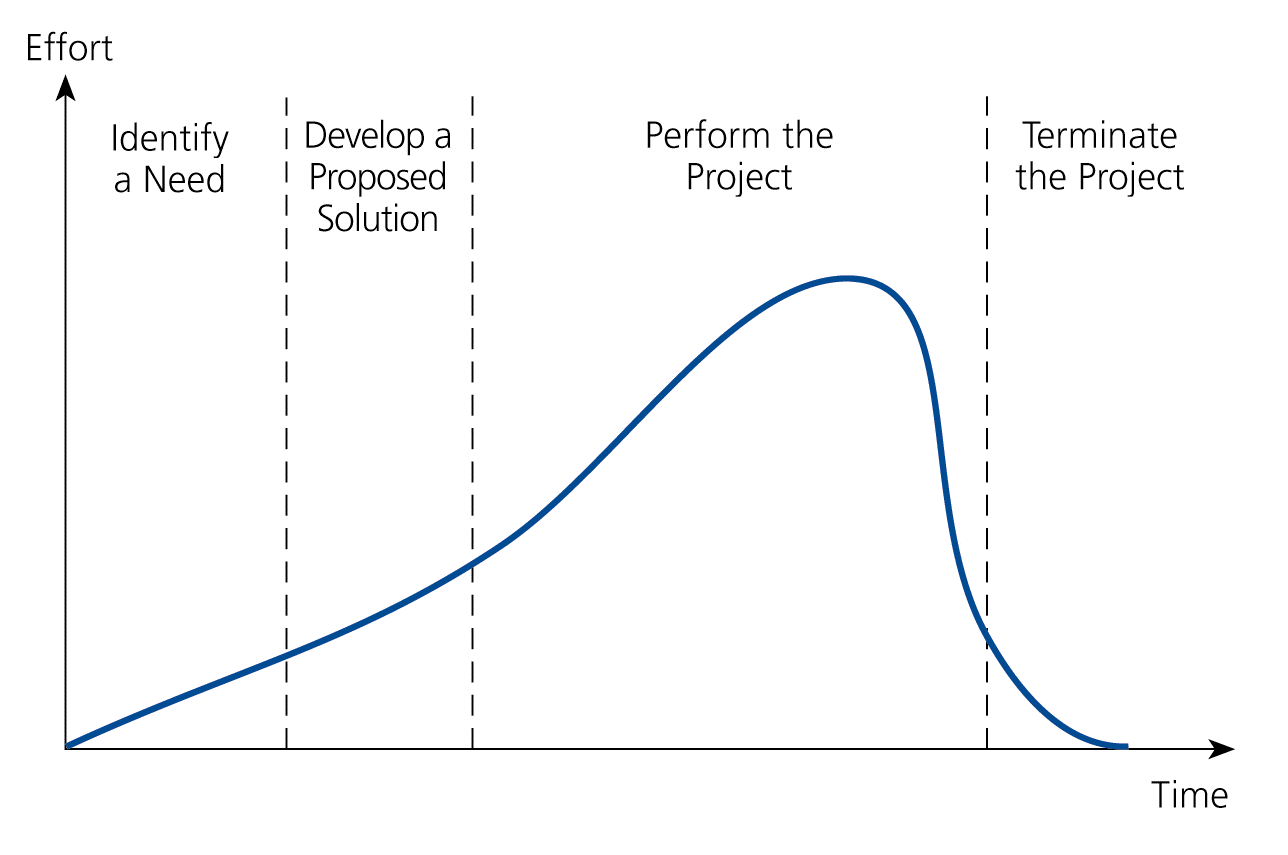 Effort
Identify
a Need
Develop a
Proposed
Solution
Perform the
Project
Terminate
the Project
Time